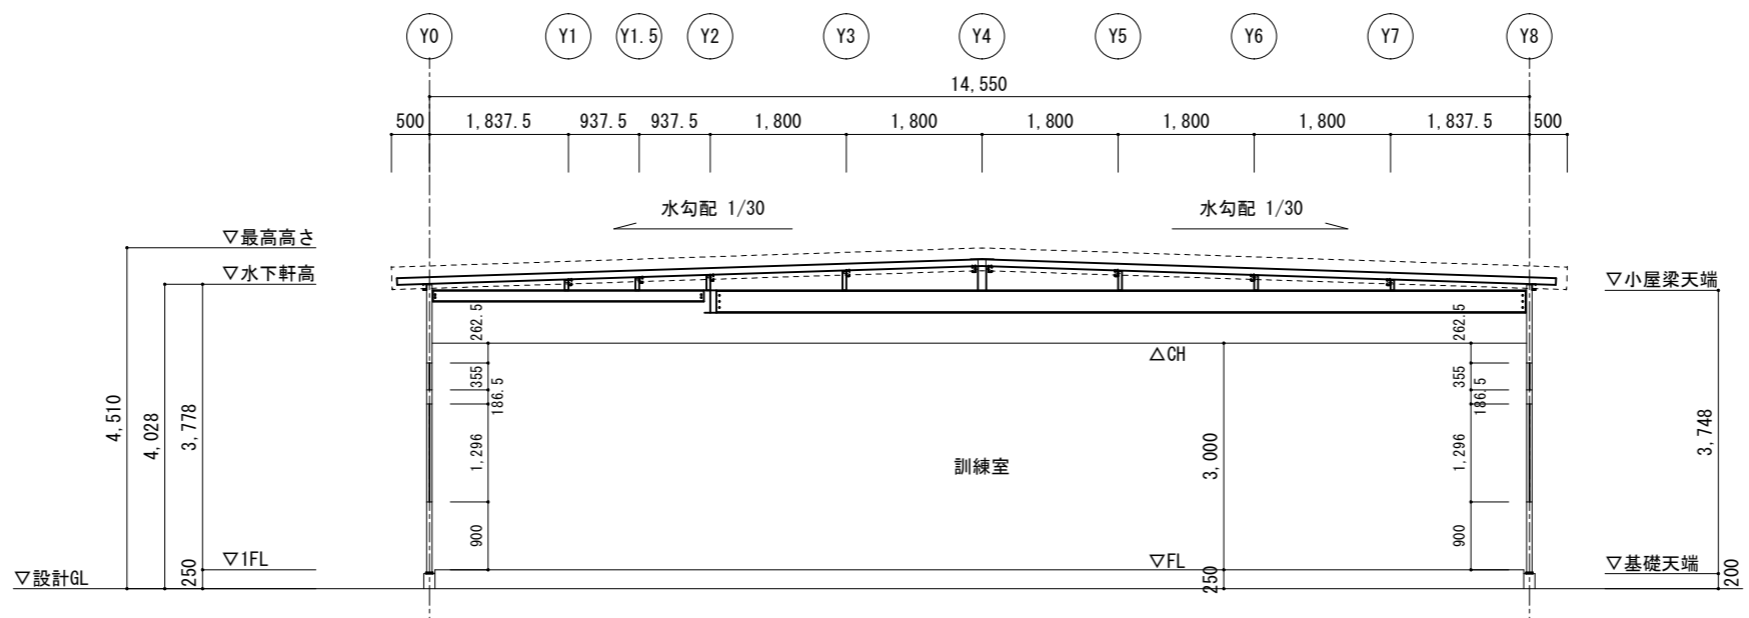 Y0 Y1 Y1.5 Y2 Y3 Y4 Y5 Y6 Y7 Y8
14,550
500 1,837.5 937.5 937.5 1,800 1,800 1,800 1,800 1,800 1,837.5 500
水勾配 1/30 水勾配 1/30
▽最高高さ
▽水下軒高 ▽小屋梁天端
262.5 262.5
△CH
355 355
186.5 186.5
4,510
4,028
3,778
1,296
訓練室
3,000
1,296
3,748
900 900
▽1FL ▽FL
▽設計GL 250 250 ▽基礎天端 200